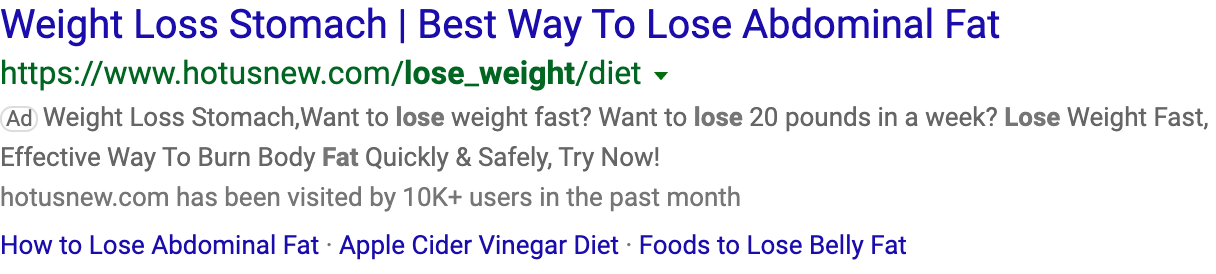 Weight Loss Stomach | Best Way To Lose Abdominal Fat
https://www.hotusnew.com/lose_weight/diet
Ad Weight Loss Stomach,Want to lose weight fast? Want to lose 20 pounds in a week? Lose Weight Fast,
Effective Way To Burn Body Fat Quickly & Safely, Try Now!
hotusnew.com has been visited by 10K+ users in the past month
How to Lose Abdominal Fat · Apple Cider Vinegar Diet · Foods to Lose Belly Fat